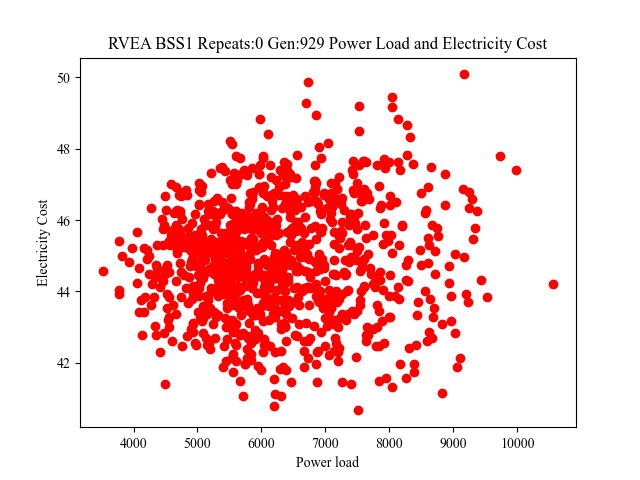 RVEA BSS1 Repeats:0 Gen:929 Power Load and Electricity Cost
50
48
46
44
42
Electricity Cost
4000 5000 6000 7000 8000 9000 10000
Power load